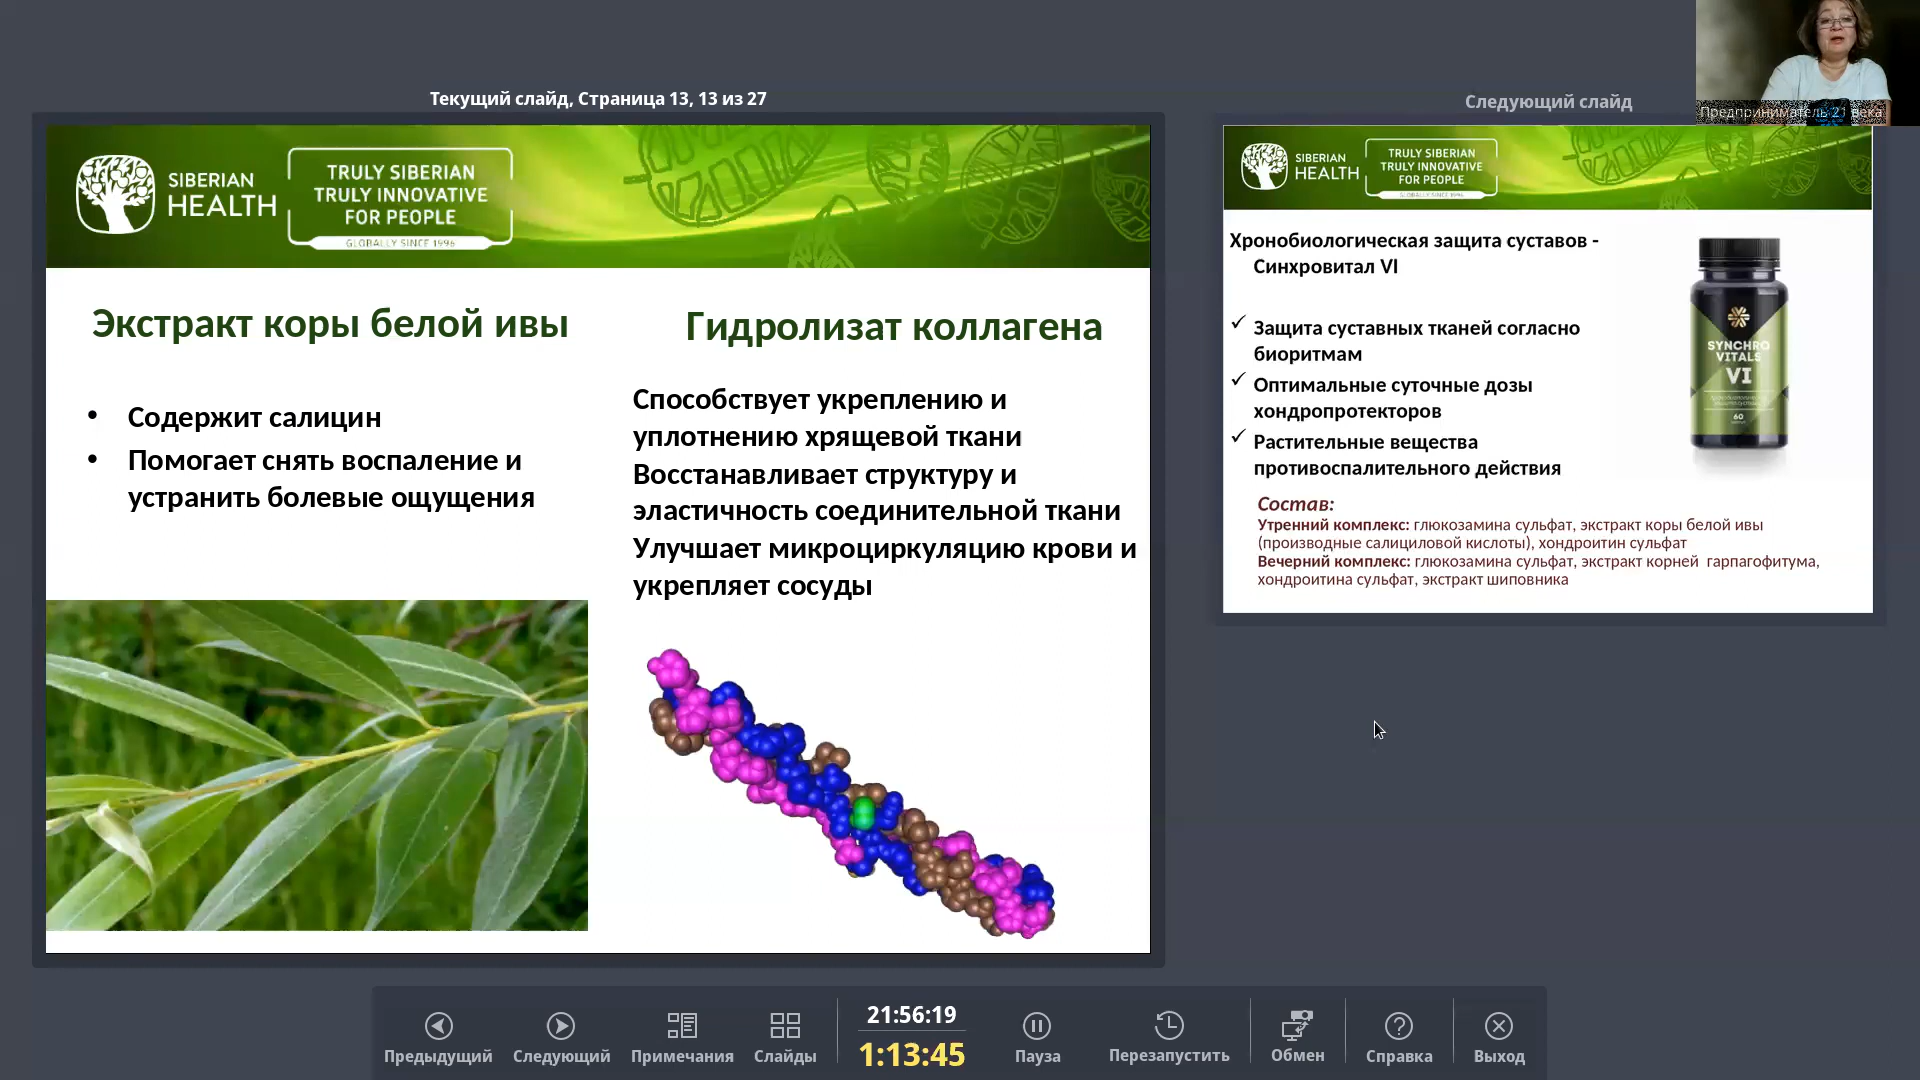 Текущий слайд, Страница 13, 13 из 27
SIBERIAN
HEALTH
TRULY SIBERIAN
TRULY INNOVATIVE
FOR PEOPLE
GLOBALLY SINCE 1996
Экстракт коры белой ивы
• Содержит салицин
• Помогает снять воспаление и
устранить болевые ощущения
Гидролизат коллагена
Способствует укреплению и
уплотнению хрящевой ткани
Восстанавливает структуру и
эластичность соединительной ткани
Улучшает микроциркуляцию крови и
укрепляет сосуды
Следующий слайд
Предприниматель 21 века
SIBERIAN
HEALTH
TRULY SIBERIAN
TRULY INNOVATIVE
FOR PEOPLE
GLOBALLY SINCE 1996
Хронобиологическая защита суставов -
Синхровитал VI
✓ Защита суставных тканей согласно
биоритмам
✓ Оптимальные суточные дозы
хондропротекторов
✓ Растительные вещества
противоспалительного действия
SYNCHRO
VITALS
VI
60
Состав:
Утренний комплекс: глюкозамина сульфат, экстракт коры белой ивы
(производные салициловой кислоты), хондроитин сульфат
Вечерний комплекс: глюкозамина сульфат, экстракт корней гарпагофитума,
хондроитина сульфат, экстракт шиповника
Предыдущий
Следующий
Примечания
Слайды
21:56:19
1:13:45
Пауза
Перезапустить
Обмен
Справка
Выход